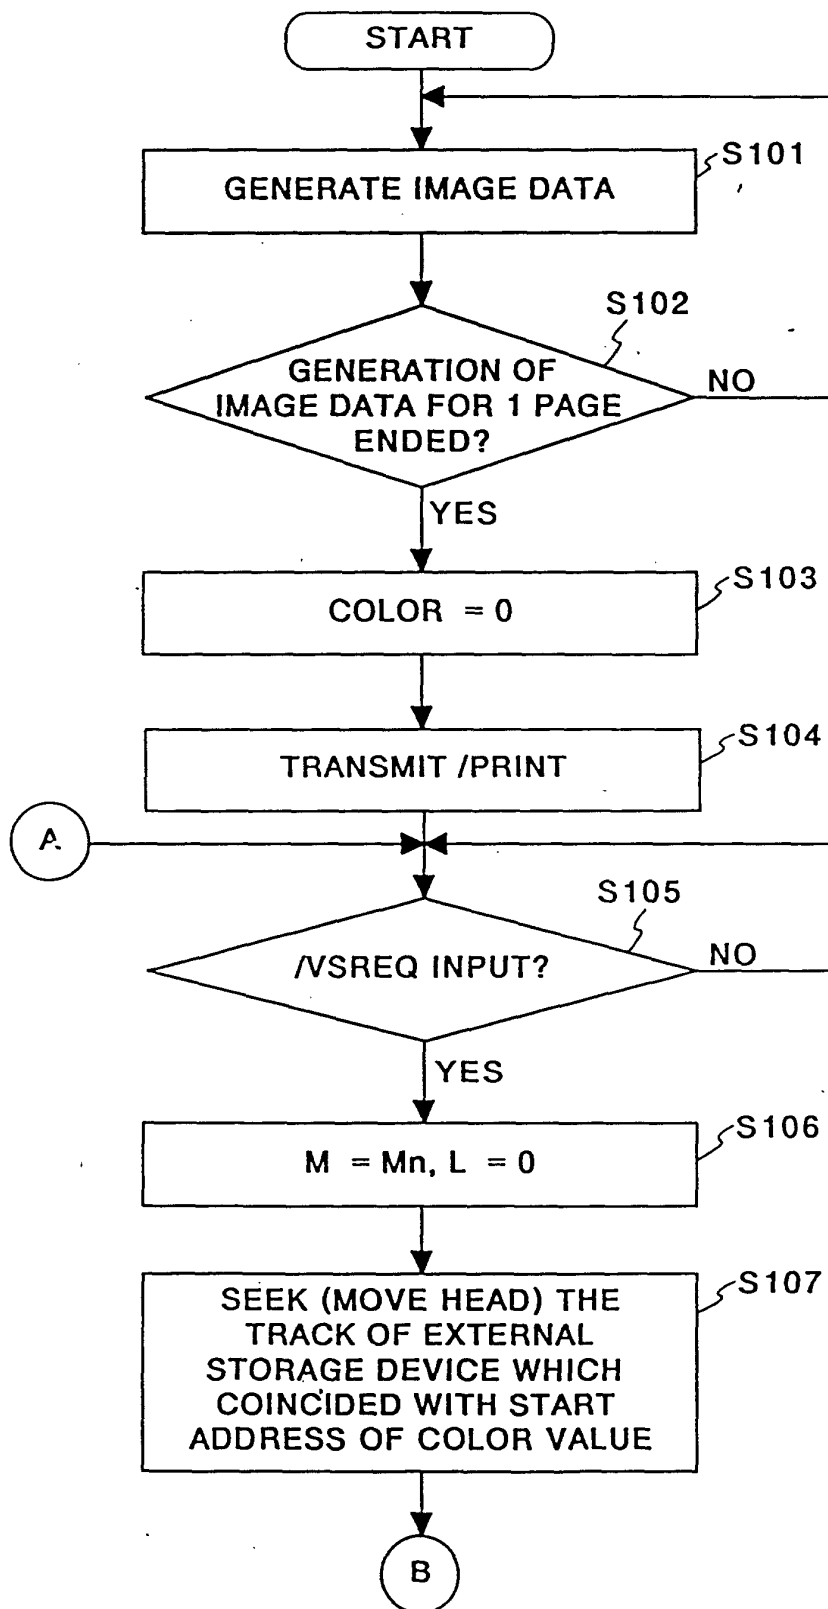 START
S101
GENERATE IMAGE DATA
S102
GENERATION OF
IMAGE DATA FOR 1 PAGE
ENDED?
NO
YES
S103
COLOR = 0
S104
TRANSMIT /PRINT
A
S105
/VSREQ INPUT?
NO
YES
S106
M = Mn, L = 0
S107
SEEK (MOVE HEAD) THE
TRACK OF EXTERNAL
STORAGE DEVICE WHICH
COINCIDED WITH START
ADDRESS OF COLOR VALUE
B